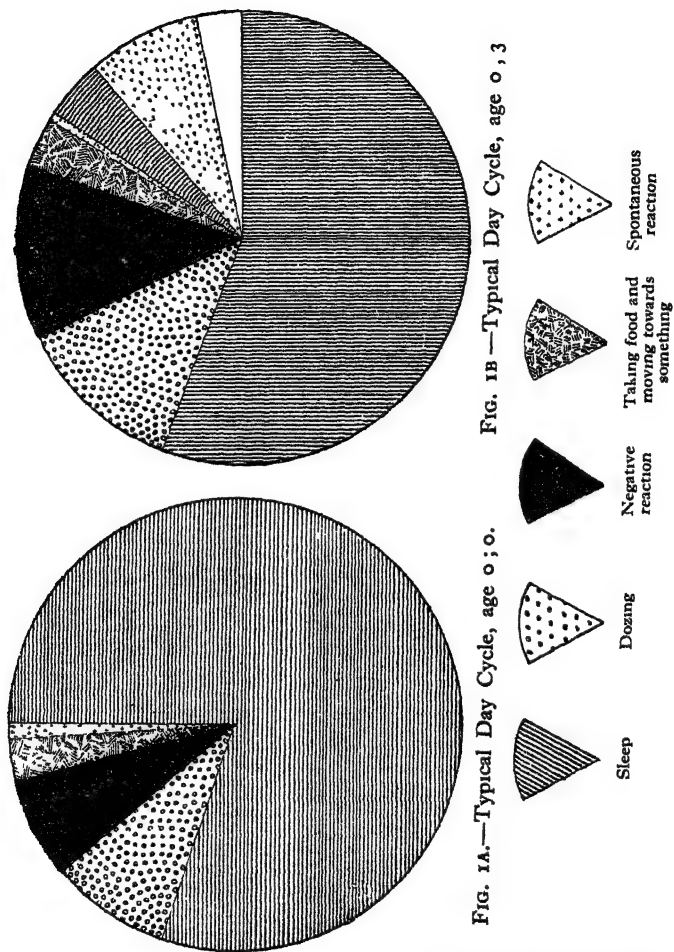 FIG. 1A.—Typical Day Cycle, age 0;0.
FIG. 1B—Typical Day Cycle, age 0,3
Sleep
Dozing
Negative
reaction
Taking food and
moving towards
something
Spontaneous
reaction